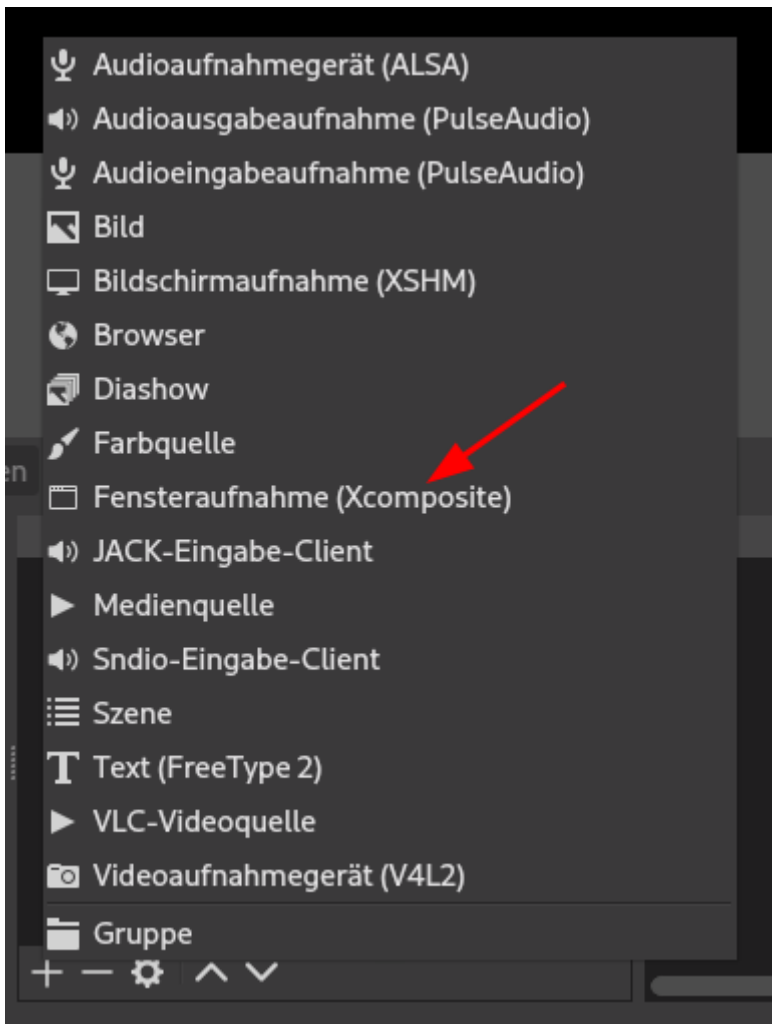 Audioaufnahmegerät (ALSA)
Audioausgabeaufnahme (PulseAudio)
Audioeingabeaufnahme (PulseAudio)
Bild
Bildschirmaufnahme (XSHM)
Browser
Diashow
Farbquelle
en
Fensteraufnahme (Xcomposite)
JACK-Eingabe-Client
Medienquelle
Sndio-Eingabe-Client
Szene
Text (FreeType 2)
VLC-Videoquelle
Videoaufnahmegerät (V4L2)
Gruppe